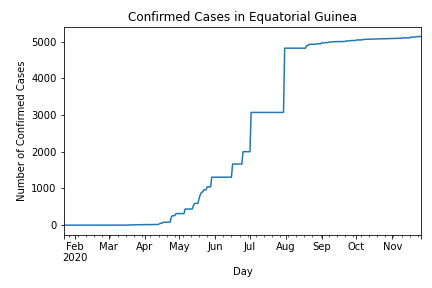 Confirmed Cases in Equatorial Guinea
Number of Confirmed Cases
5000
4000
3000
2000
1000
0
Feb Mar Apr May Jun Jul Aug Sep Oct Nov
2020
Day